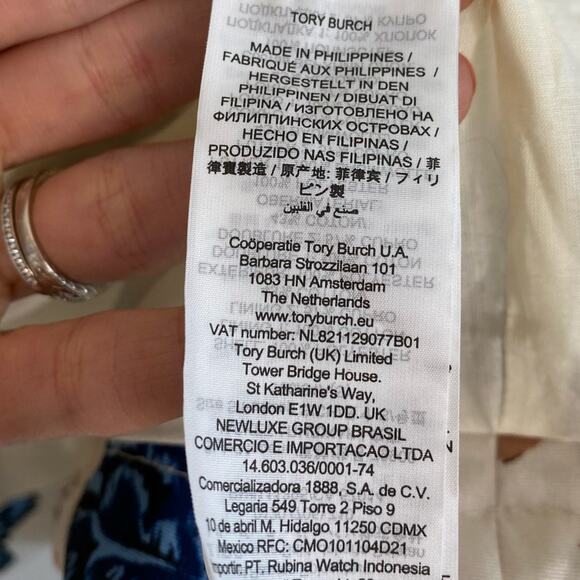 TORY BURCH
MADE IN PHILIPPINES /
FABRIQUÉ AUX PHILIPPINES /
HERGESTELLT IN DEN
PHILIPPINEN / DIBUAT DI
FILIPINA / ИЗГОТОВЛЕНО НА
ФИЛИППИНСКИХ ОСТРОВАХ /
HECHO EN FILIPINAS /
PRODUZIDO NAS FILIPINAS / 菲
律賓製造 / 原产地: 菲律宾 / フィリ
ピン製
صنع في الفلبين
Coöperatie Tory Burch U.A.
Barbara Strozzilaan 101
1083 HN Amsterdam
The Netherlands
www.toryburch.eu
VAT number: NL821129077B01
Tory Burch (UK) Limited
Tower Bridge House.
St Katharine's Way,
London E1W 1DD. UK
NEWLUXE GROUP BRASIL
COMERCIO E IMPORTACAO LTDA
14.603.036/0001-74
Comercializadora 1888, S.A. de C.V.
Legaria 549 Torre 2 Piso 9
10 de abril M. Hidalgo 11250 CDMX
Mexico RFC: CMO101104D21
PT. Rubina Watch Indonesia